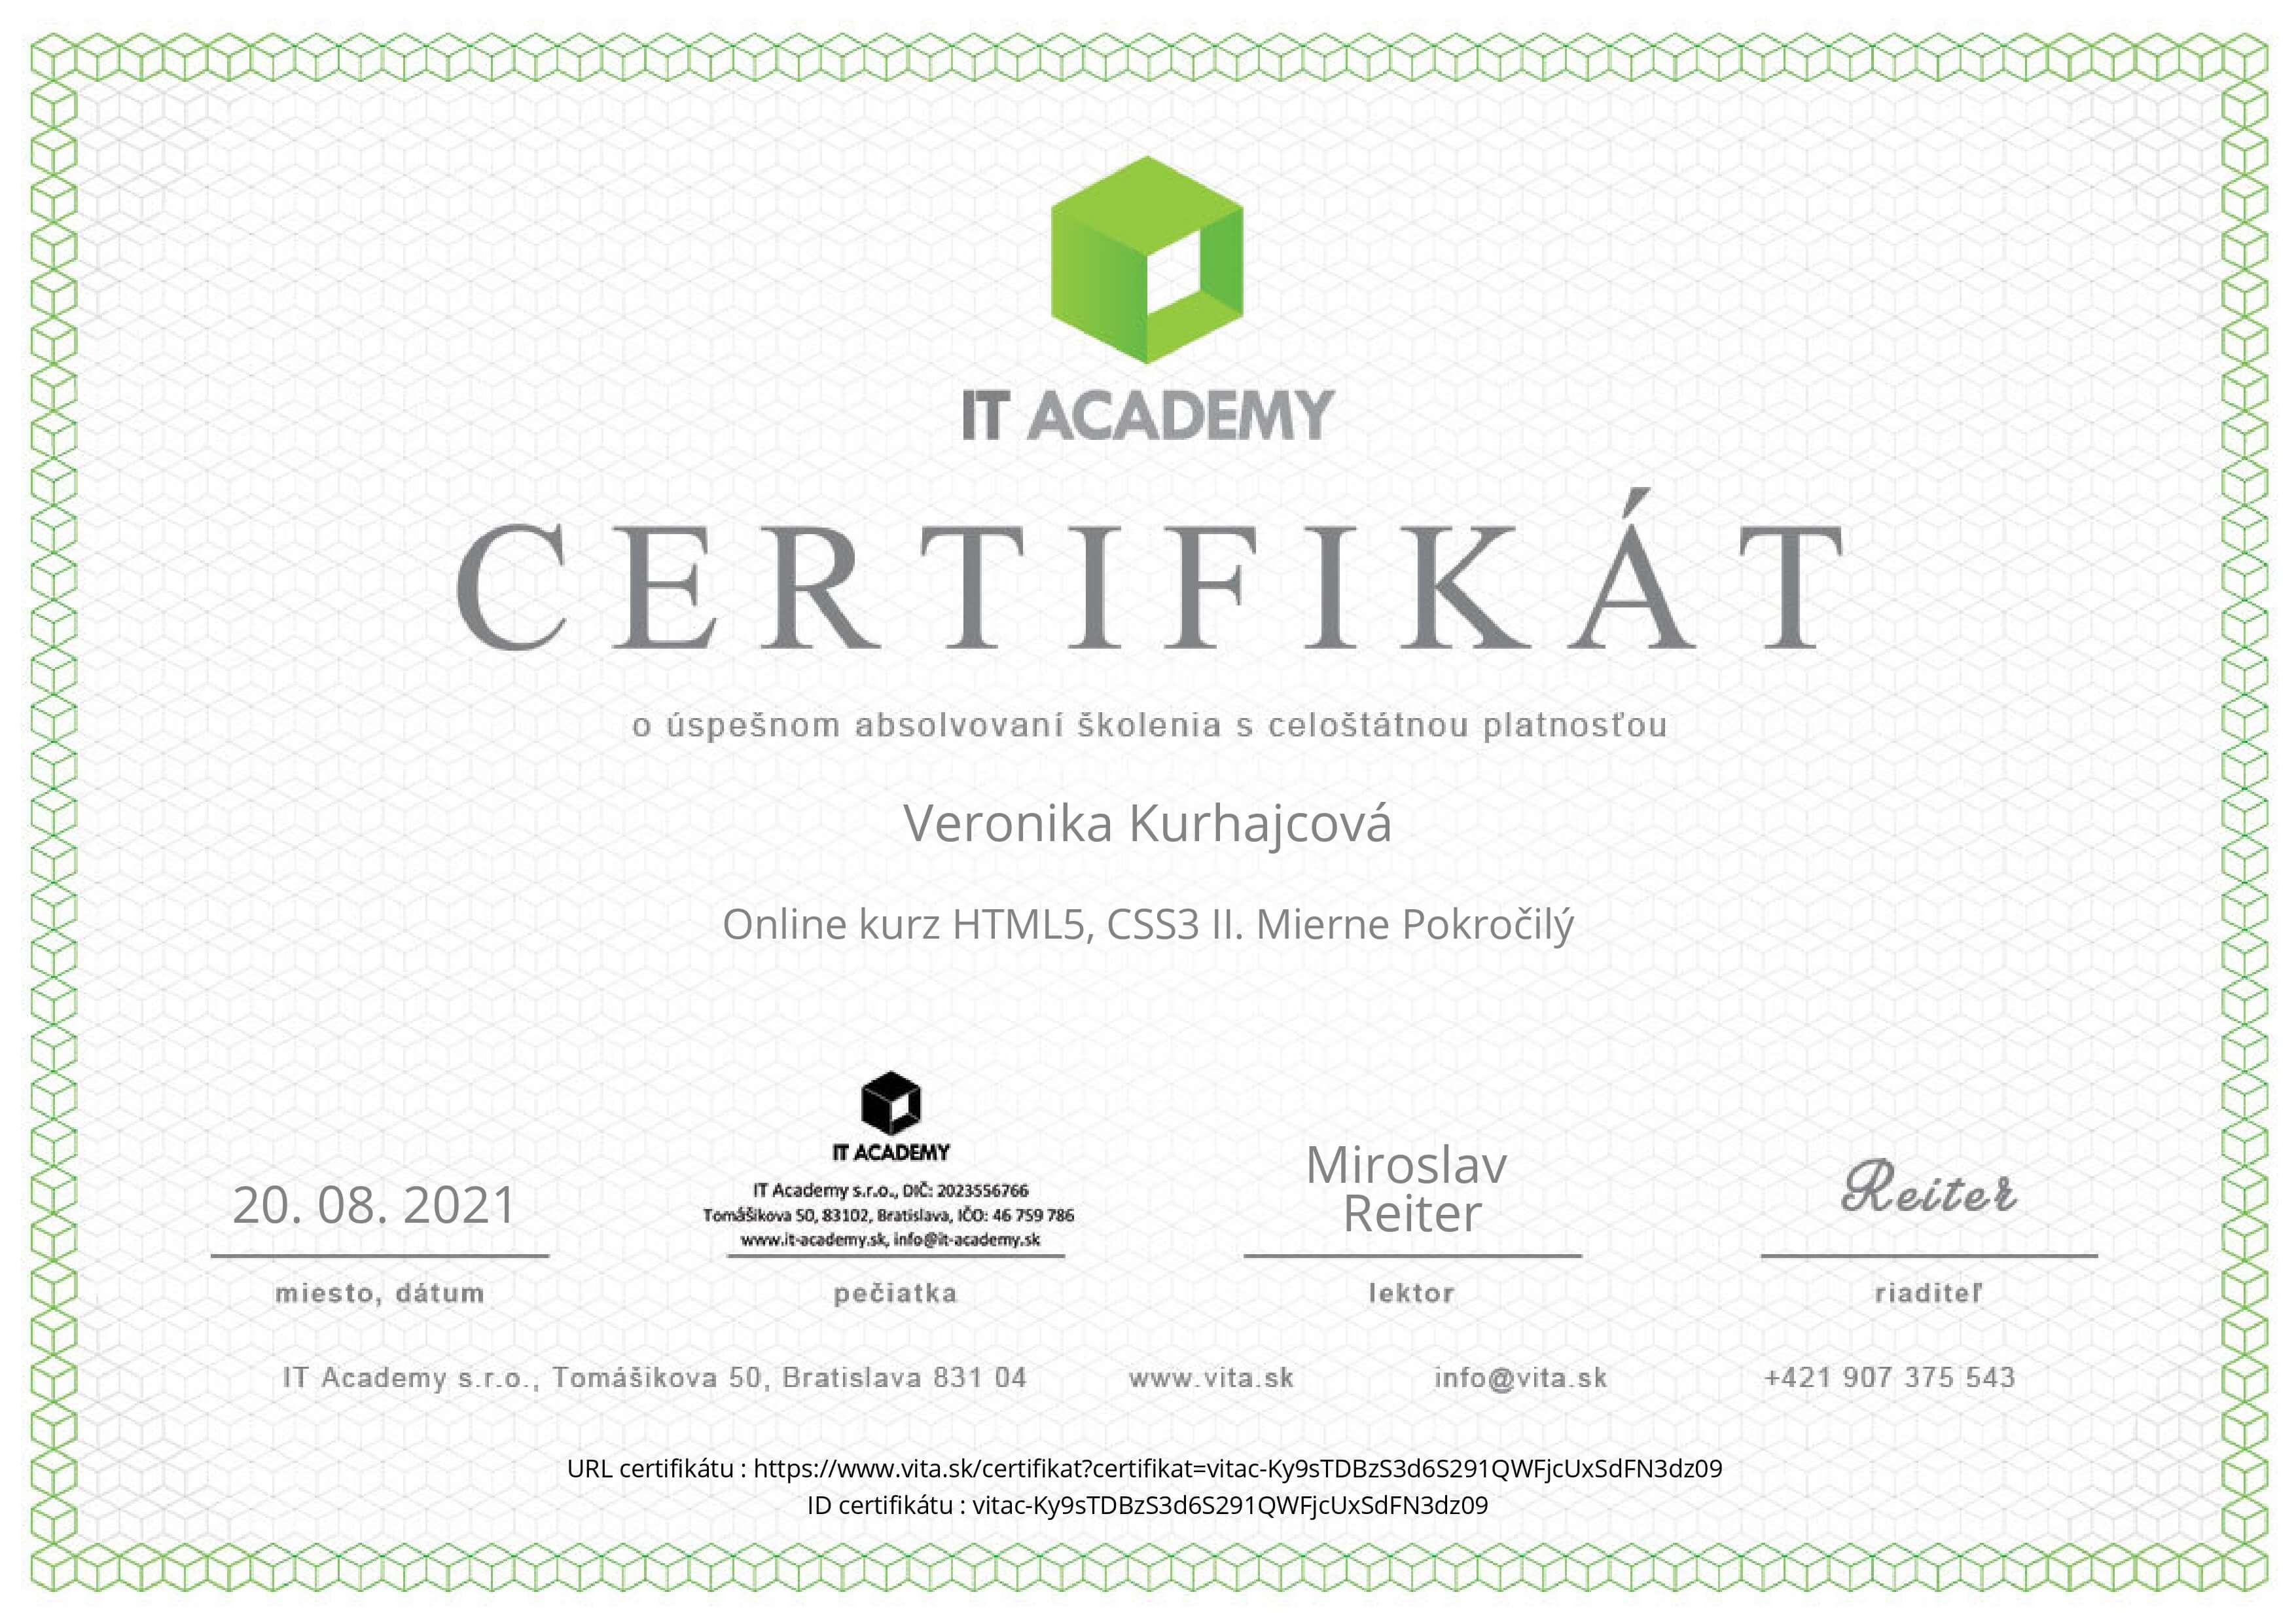 IT ACADEMY
CERTIFIKÁT
o úspešnom absolvovaní školenia s celoštátnou platnosťou
Veronika Kurhajcová
Online kurz HTML5, CSS3 II. Mierne Pokročilý
IT ACADEMY
IT Academy s.r.o., DIČ: 2023556766
Tomášikova 50, 83102, Bratislava, IČO: 46 759 786
www.it-academy.sk, info@it-academy.sk
20. 08. 2021
Miroslav
Reiter
Reiter
miesto, dátum pečiatka lektor riaditeľ
IT Academy s.r.o., Tomášikova 50, Bratislava 831 04 www.vita.sk info@vita.sk +421 907 375 543
URL certifikátu : https://www.vita.sk/certifikat?certifikat=vitac-Ky9sTDBzS3d6S291QWFjcUxSdFN3dz09
ID certifikátu : vitac-Ky9sTDBzS3d6S291QWFjcUxSdFN3dz09